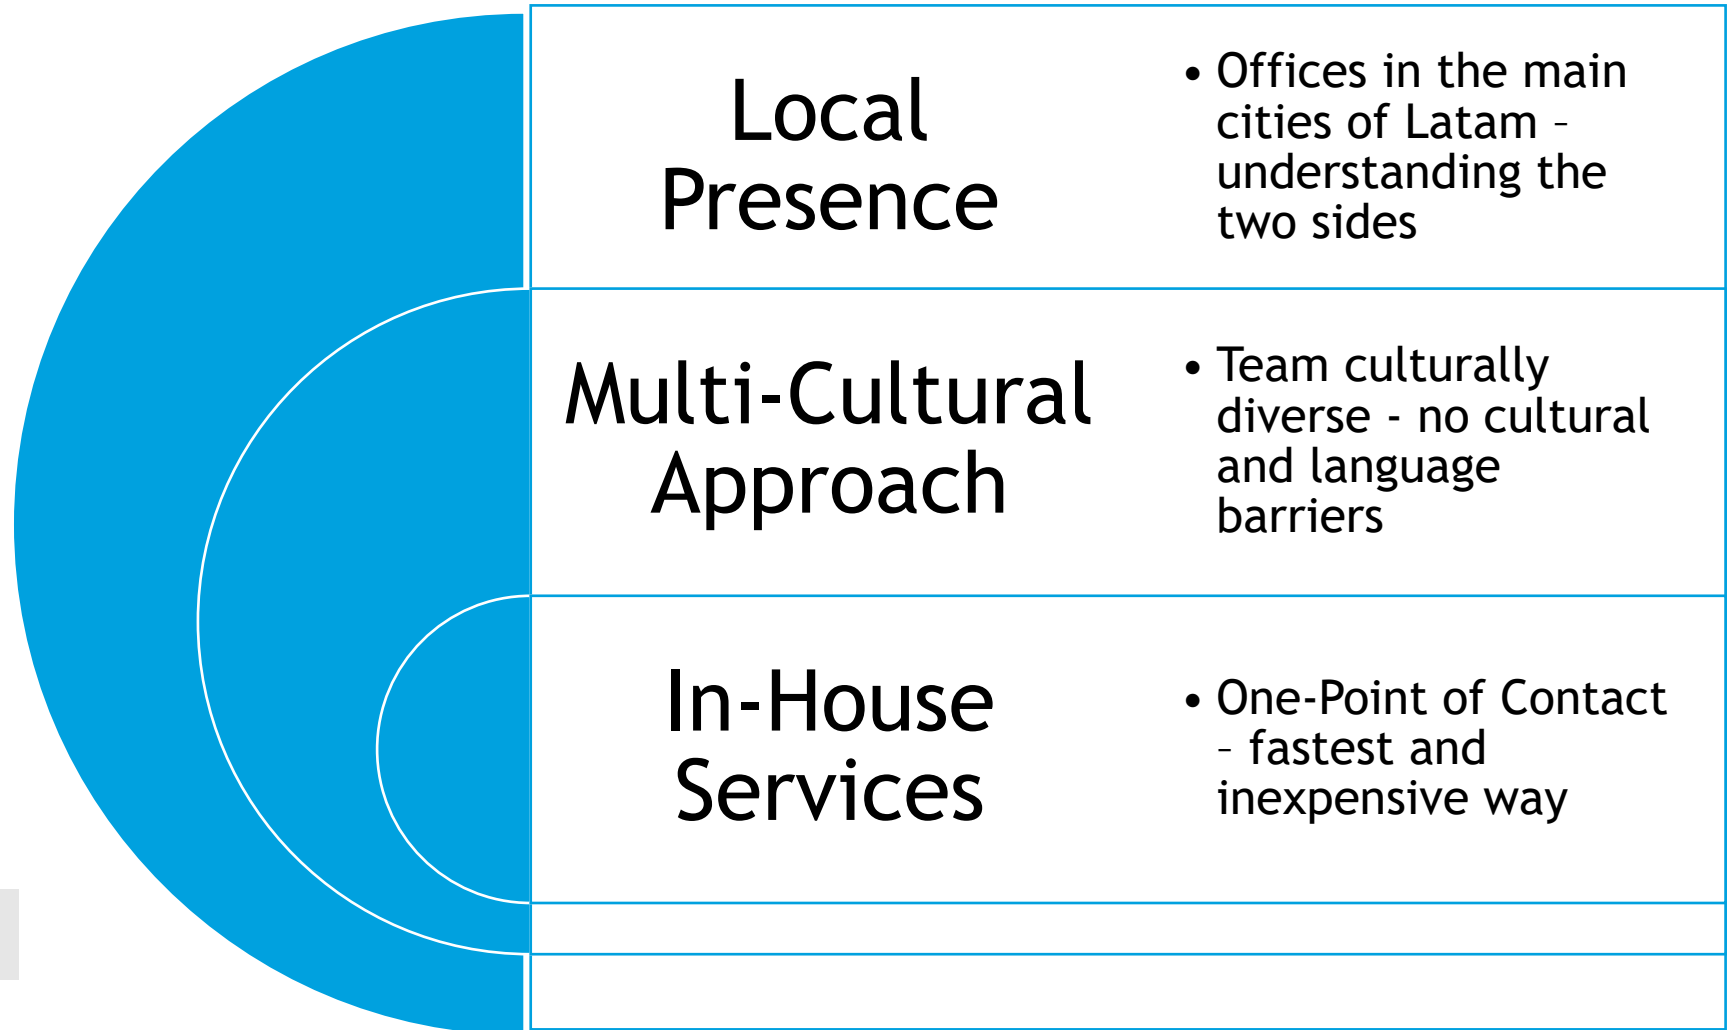 Local
Presence
• Offices in the main
cities of Latam –
understanding the
two sides
Multi-Cultural
Approach
• Team culturally
diverse - no cultural
and language
barriers
In-House
Services
• One-Point of Contact
– fastest and
inexpensive way